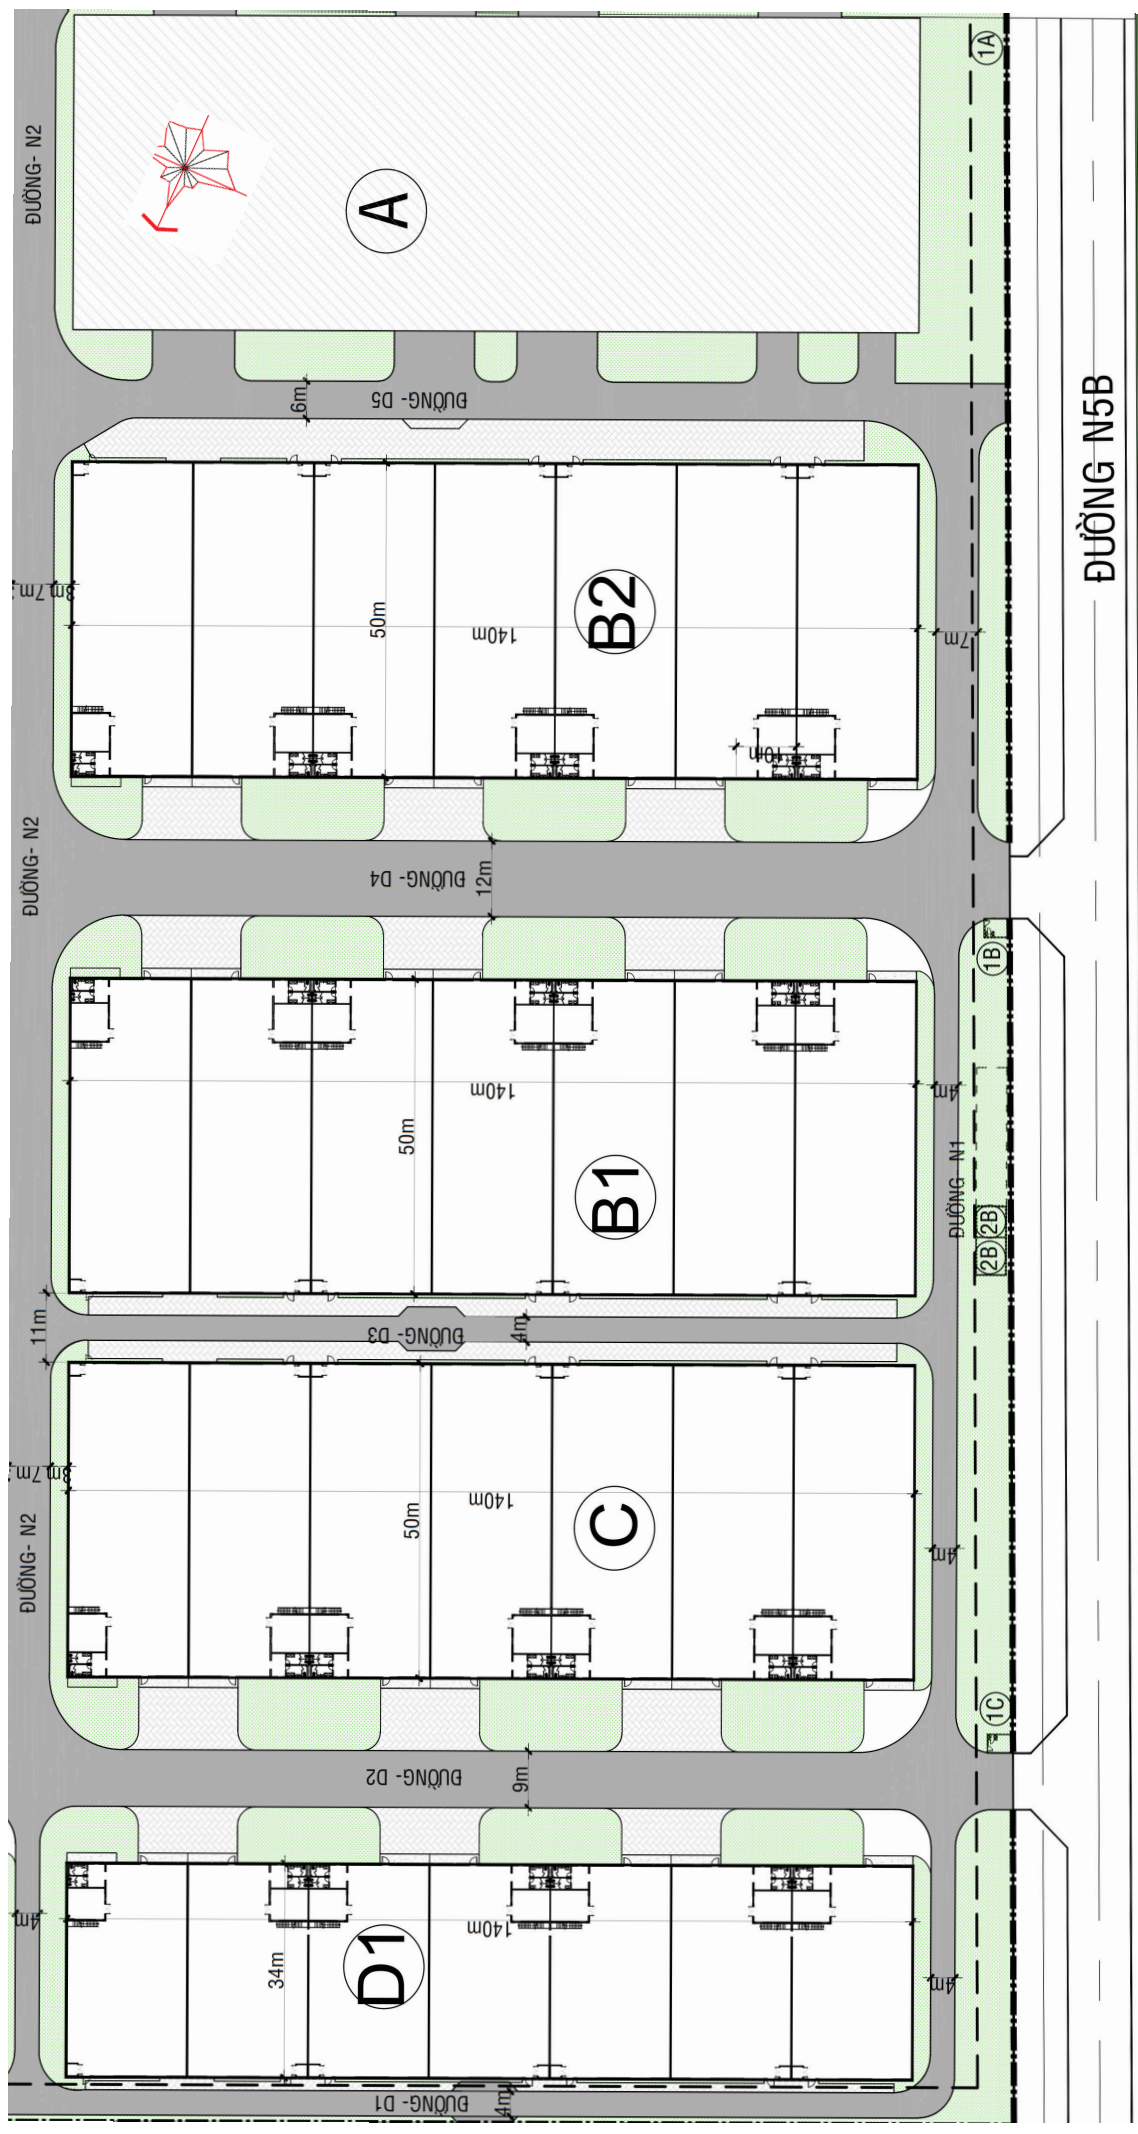 1A
ĐƯỜNG- N2
A
6m
ĐƯỜNG- D5
ĐƯỜNG N5B
3m
7m
50m
140m
B2
7m
10m
ĐƯỜNG- N2
ĐƯỜNG- D4
12m
1B
140m
4m
50m
B1
ĐƯỜNG N1
2B
2B
11m
ĐƯỜNG- D3
4m
7m
3m
140m
50m
C
4m
ĐƯỜNG- N2
1C
ĐƯỜNG- D2
9m
4m
140m
34m
D1
4m
ĐƯỜNG- D1
4m